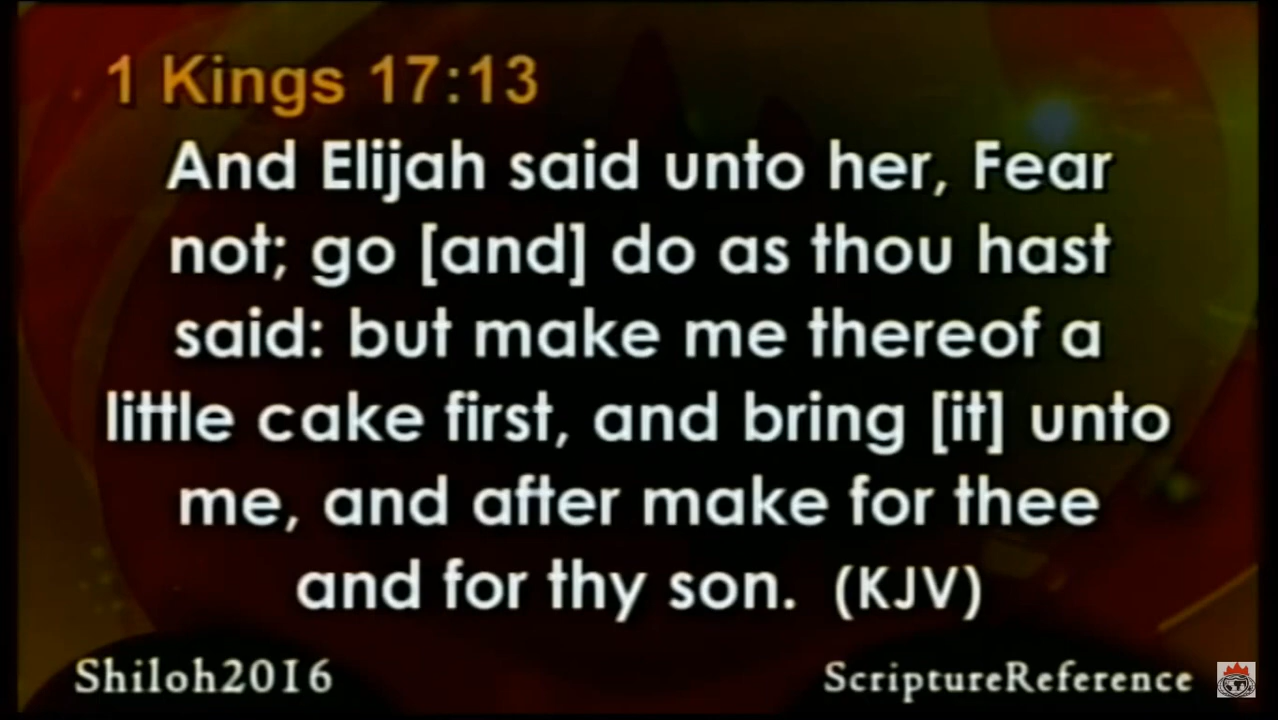 1 Kings 17:13
And Elijah said unto her, Fear
not; go [and] do as thou hast
said: but make me thereof a
little cake first, and bring [it] unto
me, and after make for thee
and for thy son. (KJV)
Shiloh2016
ScriptureReference